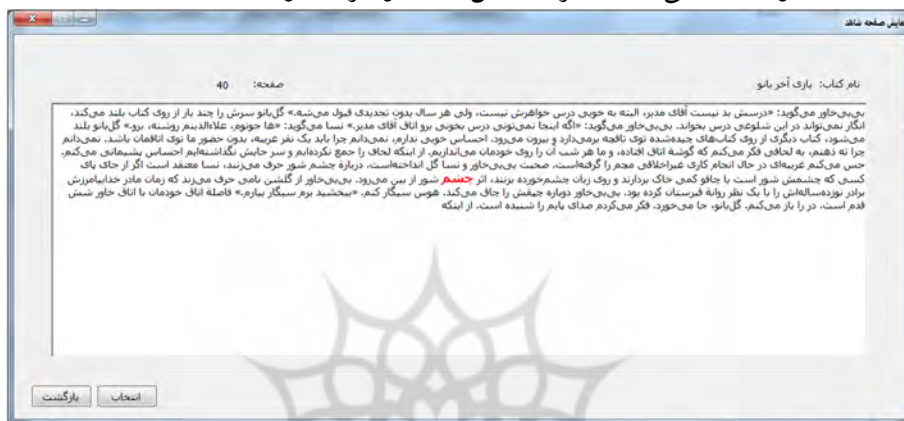 نمایش صفحه شاهد
نام کتاب: بازی آخر بانو
صفحه: 40
بی‌بی‌خاور می‌گوید: «درسش بد نیست آقای مدیر، البته به خوبی درس خواهرش نیست، ولی هر سال بدون تجدیدی قبول می‌شه.» گل‌بانو سرش را چند بار از روی کتاب بلند می‌کند،
انگار نمی‌تواند در این شلوغی درس بخواند. بی‌بی‌خاور می‌گوید: «اگه اینجا نمی‌تونی درس بخونی برو اتاق آقای مدیر.» نسا می‌گوید: «ها جونوم، علاءالدینم روشنه، برو.» گل‌بانو بلند
می‌شود، کتاب دیگری از روی کتاب‌های چیده‌شده توی تاقچه برمی‌دارد و بیرون می‌رود. احساس خوبی ندارم، نمی‌دانم چرا باید یک نفر غریبه، بدون حضور ما توی اتاقمان باشد. نمی‌دانم
چرا ته ذهنم، به لحافی فکر می‌کنم که گوشه اتاق افتاده، و ما هر شب آن را روی خودمان می‌اندازیم. از اینکه لحاف را جمع نکرده‌ایم و سر جایش نگذاشته‌ایم احساس پشیمانی می‌کنم.
حس می‌کنم غریبه‌ای در حال انجام کاری غیراخلاقی مچم را گرفته‌است. صحبت بی‌بی‌خاور و نسا گل انداخته‌است، درباره چشم شور حرف می‌زنند، نسا معتقد است اگر از جای پای
کسی که چشمش شور است با چاقو کمی خاک بردارند و روی زبان چشم‌خورده بزنند، اثر چشم شور از بین می‌رود. بی‌بی‌خاور از گلشن نامی حرف می‌زند که زمان مادر خدابیامرزش
برادر نوزده‌ساله‌اش را با یک نظر روانه قبرستان کرده بود. بی‌بی‌خاور دوباره چپقش را چاق می‌کند، هوس سیگار کنم. «ببخشید برم سیگار بیارم.» فاصله اتاق خودمان با اتاق خاور شش
قدم است. در را باز می‌کنم. گل‌بانو، جا می‌خورد، فکر می‌کردم صدای پایم را شنیده است. از اینکه
انتخاب
بازگشت